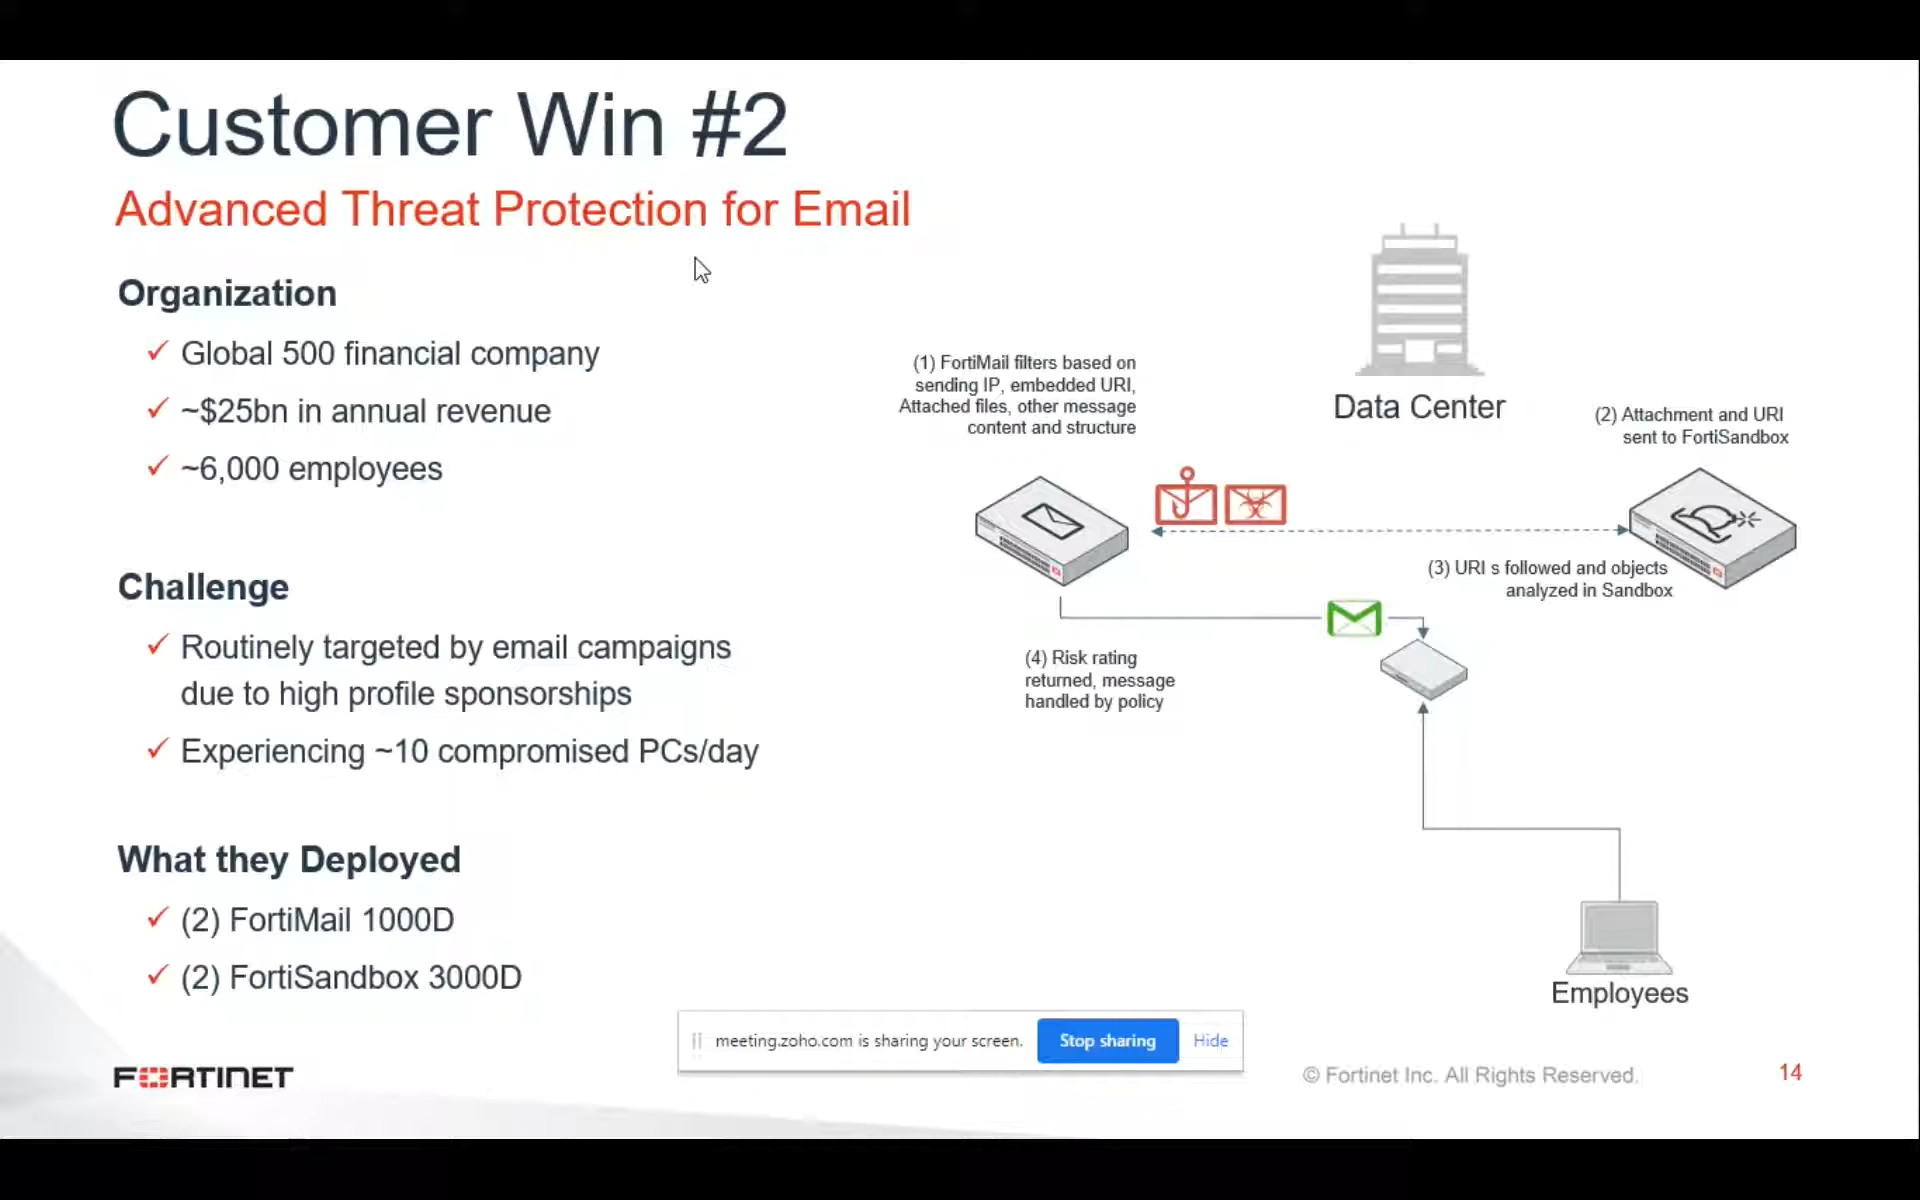 Customer Win #2
Advanced Threat Protection for Email
Organization
✓ Global 500 financial company
✓ ~$25bn in annual revenue
✓ ~6,000 employees
Challenge
✓ Routinely targeted by email campaigns
due to high profile sponsorships
✓ Experiencing ~10 compromised PCs/day
What they Deployed
✓ (2) FortiMail 1000D
✓ (2) FortiSandbox 3000D
(1) FortiMail filters based on
sending IP, embedded URI,
Attached files, other message
content and structure
Data Center
(2) Attachment and URI
sent to FortiSandbox
(3) URI s followed and objects
analyzed in Sandbox
(4) Risk rating
returned, message
handled by policy
Employees
meeting.zoho.com is sharing your screen.
Stop sharing
Hide
FORTINET
© Fortinet Inc. All Rights Reserved.
14